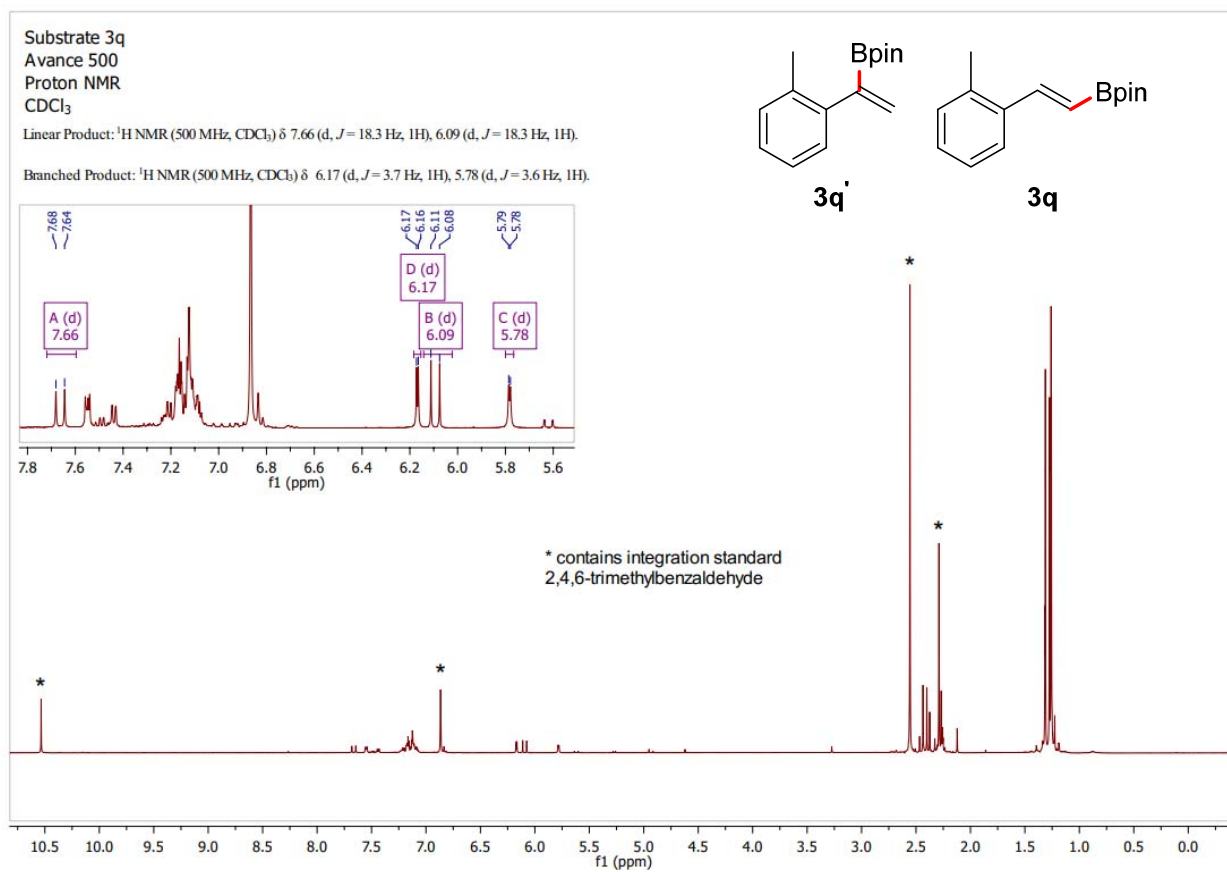 Substrate 3q
Avance 500
Proton NMR
CDCl₃
Linear Product: ¹H NMR (500 MHz, CDCl₃) δ 7.66 (d, J = 18.3 Hz, 1H), 6.09 (d, J = 18.3 Hz, 1H).
Branched Product: ¹H NMR (500 MHz, CDCl₃) δ 6.17 (d, J = 3.7 Hz, 1H), 5.78 (d, J = 3.6 Hz, 1H).
Bpin
Bpin
3q'
3q
7.68
7.64
6.17
6.16
6.11
6.08
5.79
5.78
D (d)
6.17
A (d)
7.66
B (d)
6.09
C (d)
5.78
7.8 7.6 7.4 7.2 7.0 6.8 6.6 6.4 6.2 6.0 5.8 5.6
f1 (ppm)
*
*
* contains integration standard
2,4,6-trimethylbenzaldehyde
*
*
10.5 10.0 9.5 9.0 8.5 8.0 7.5 7.0 6.5 6.0 5.5 5.0 4.5 4.0 3.5 3.0 2.5 2.0 1.5 1.0 0.5 0.0
f1 (ppm)